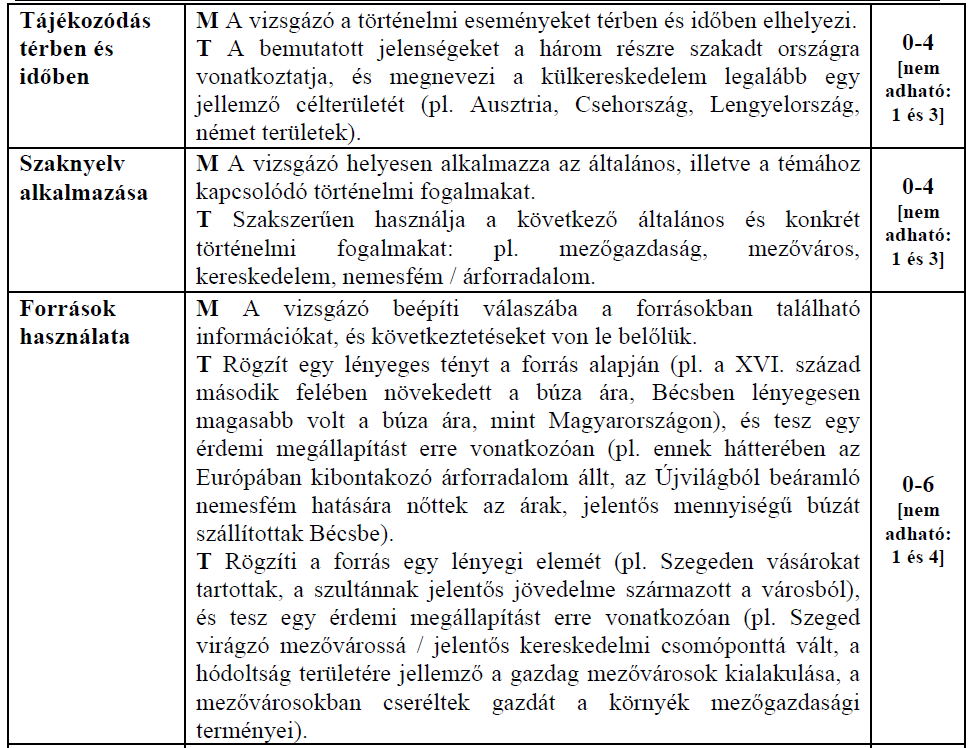 Tájékozódás
térben és
időben
M A vizsgázó a történelmi eseményeket térben és időben elhelyezi.
T A bemutatott jelenségeket a három részre szakadt országra
vonatkoztatja, és megnevezi a külkereskedelem legalább egy
jellemző célterületét (pl. Ausztria, Csehország, Lengyelország,
német területek).
0-4
[nem
adható:
1 és 3]
Szaknyelv
alkalmazása
M A vizsgázó helyesen alkalmazza az általános, illetve a témához
kapcsolódó történelmi fogalmakat.
T Szakszerűen használja a következő általános és konkrét
történelmi fogalmakat: pl. mezőgazdaság, mezőváros,
kereskedelem, nemesfém / árforradalom.
0-4
[nem
adható:
1 és 3]
Források
használata
M A vizsgázó beépíti válaszába a forrásokban található
információkat, és következtetéseket von le belőlük.
T Rögzít egy lényeges tényt a forrás alapján (pl. a XVI. század
második felében növekedett a búza ára, Bécsben lényegesen
magasabb volt a búza ára, mint Magyarországon), és tesz egy
érdemi megállapítást erre vonatkozóan (pl. ennek hátterében az
Európában kibontakozó árforradalom állt, az Újvilágból beáramló
nemesfém hatására nőttek az árak, jelentős mennyiségű búzát
szállítottak Bécsbe).
T Rögzíti a forrás egy lényegi elemét (pl. Szegeden vásárokat
tartottak, a szultánnak jelentős jövedelme származott a városból),
és tesz egy érdemi megállapítást erre vonatkozóan (pl. Szeged
virágzó mezővárossá / jelentős kereskedelmi csomóponttá vált, a
hódoltság területére jellemző a gazdag mezővárosok kialakulása, a
mezővárosokban cseréltek gazdát a környék mezőgazdasági
terményei).
0-6
[nem
adható:
1 és 4]